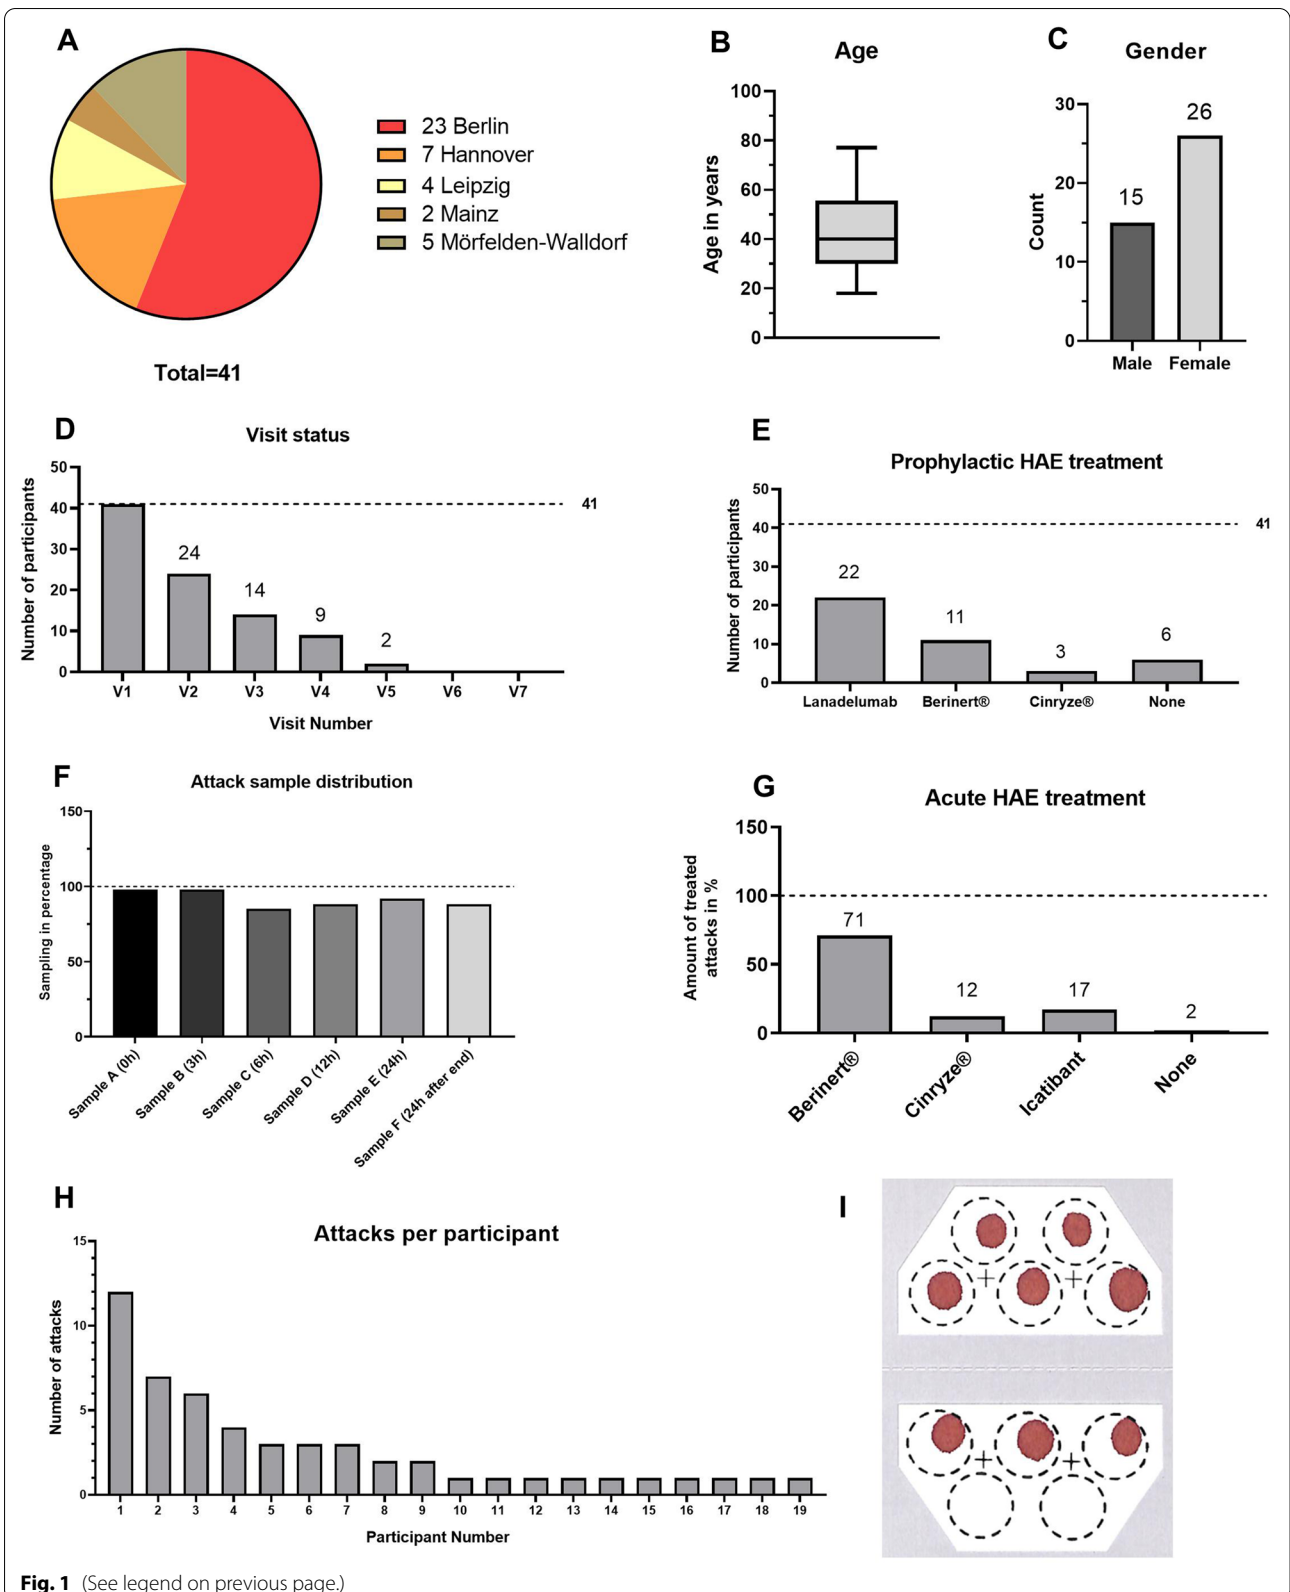 A
23 Berlin
7 Hannover
4 Leipzig
2 Mainz
5 Mörfelden-Walldorf
Total=41
B
Age
Age in years
100
80
60
40
20
0
C
Gender
Count
30
20
10
0
15
26
Male Female
D
Visit status
Number of participants
50
40
30
20
10
0
41
24
14
9
2
V1 V2 V3 V4 V5 V6 V7
Visit Number
E
Prophylactic HAE treatment
Number of participants
50
40
30
20
10
0
41
22
11
3
6
Lanadelumab Berinert® Cinryze® None
F
Attack sample distribution
Sampling in percentage
150
100
50
0
Sample A (0h)
Sample B (3h)
Sample C (6h)
Sample D (12h)
Sample E (24h)
Sample F (24h after end)
G
Acute HAE treatment
Amount of treated
attacks in %
150
100
50
0
71
12
17
2
Berinert®
Cinryze®
Icatibant
None
H
Attacks per participant
Number of attacks
15
10
5
0
1 2 3 4 5 6 7 8 9 10 11 12 13 14 15 16 17 18 19
Participant Number
I
Fig. 1 (See legend on previous page.)